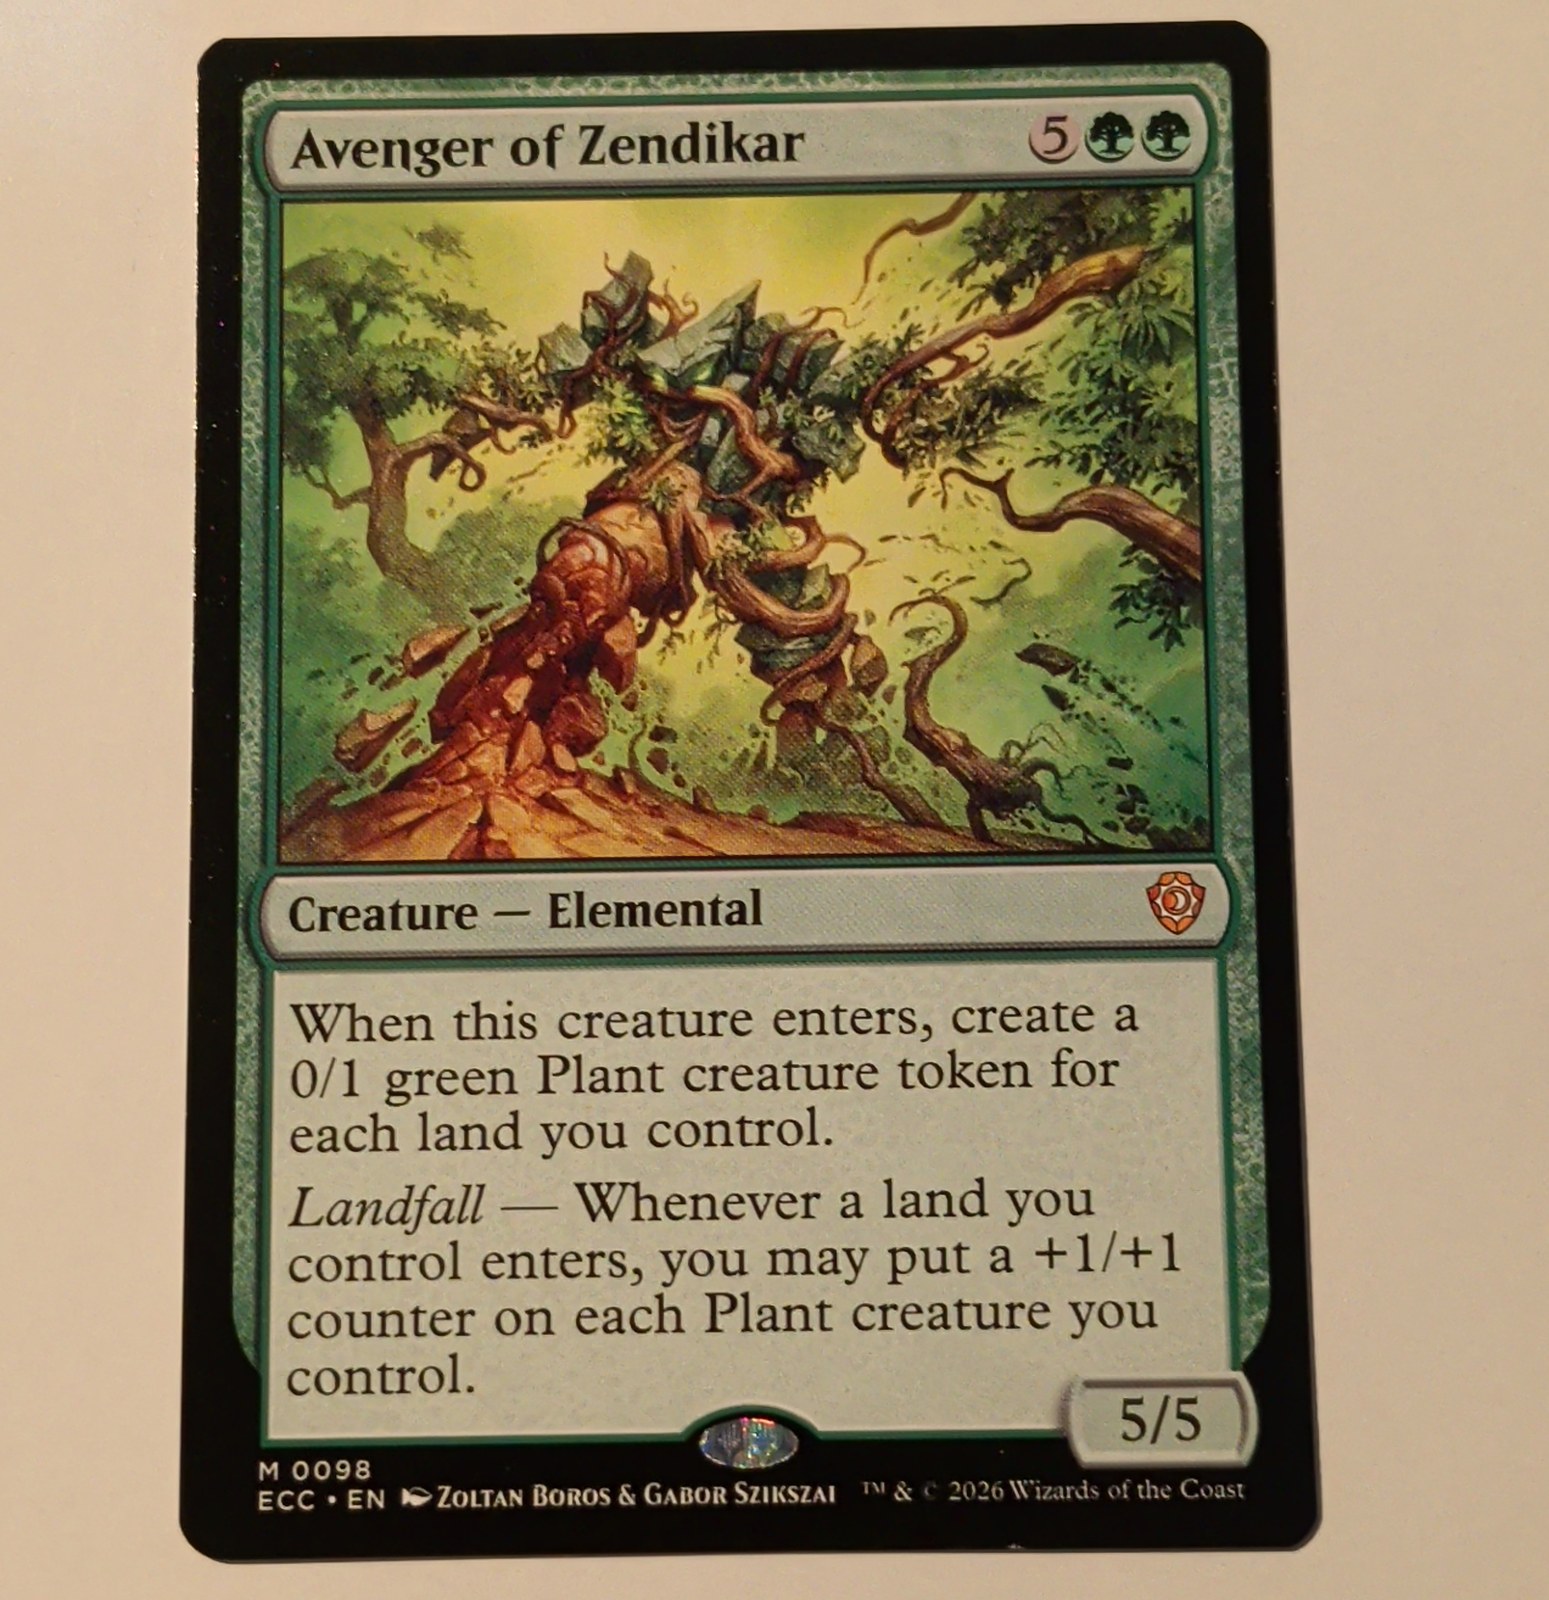 Avenger of Zendikar 5
Creature — Elemental
When this creature enters, create a
0/1 green Plant creature token for
each land you control.
Landfall — Whenever a land you
control enters, you may put a +1/+1
counter on each Plant creature you
control.
5/5
M 0098
ECC • EN ZOLTAN BOROS & GABOR SZIKSZAI ™ & © 2026 Wizards of the Coast